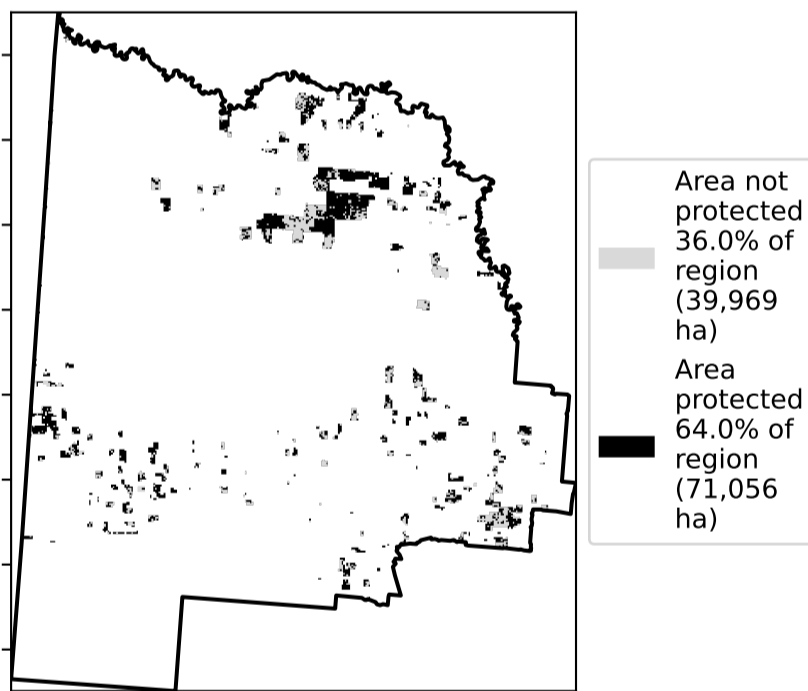 Area not
protected
36.0% of
region
(39,969
ha)
Area
protected
64.0% of
region
(71,056
ha)